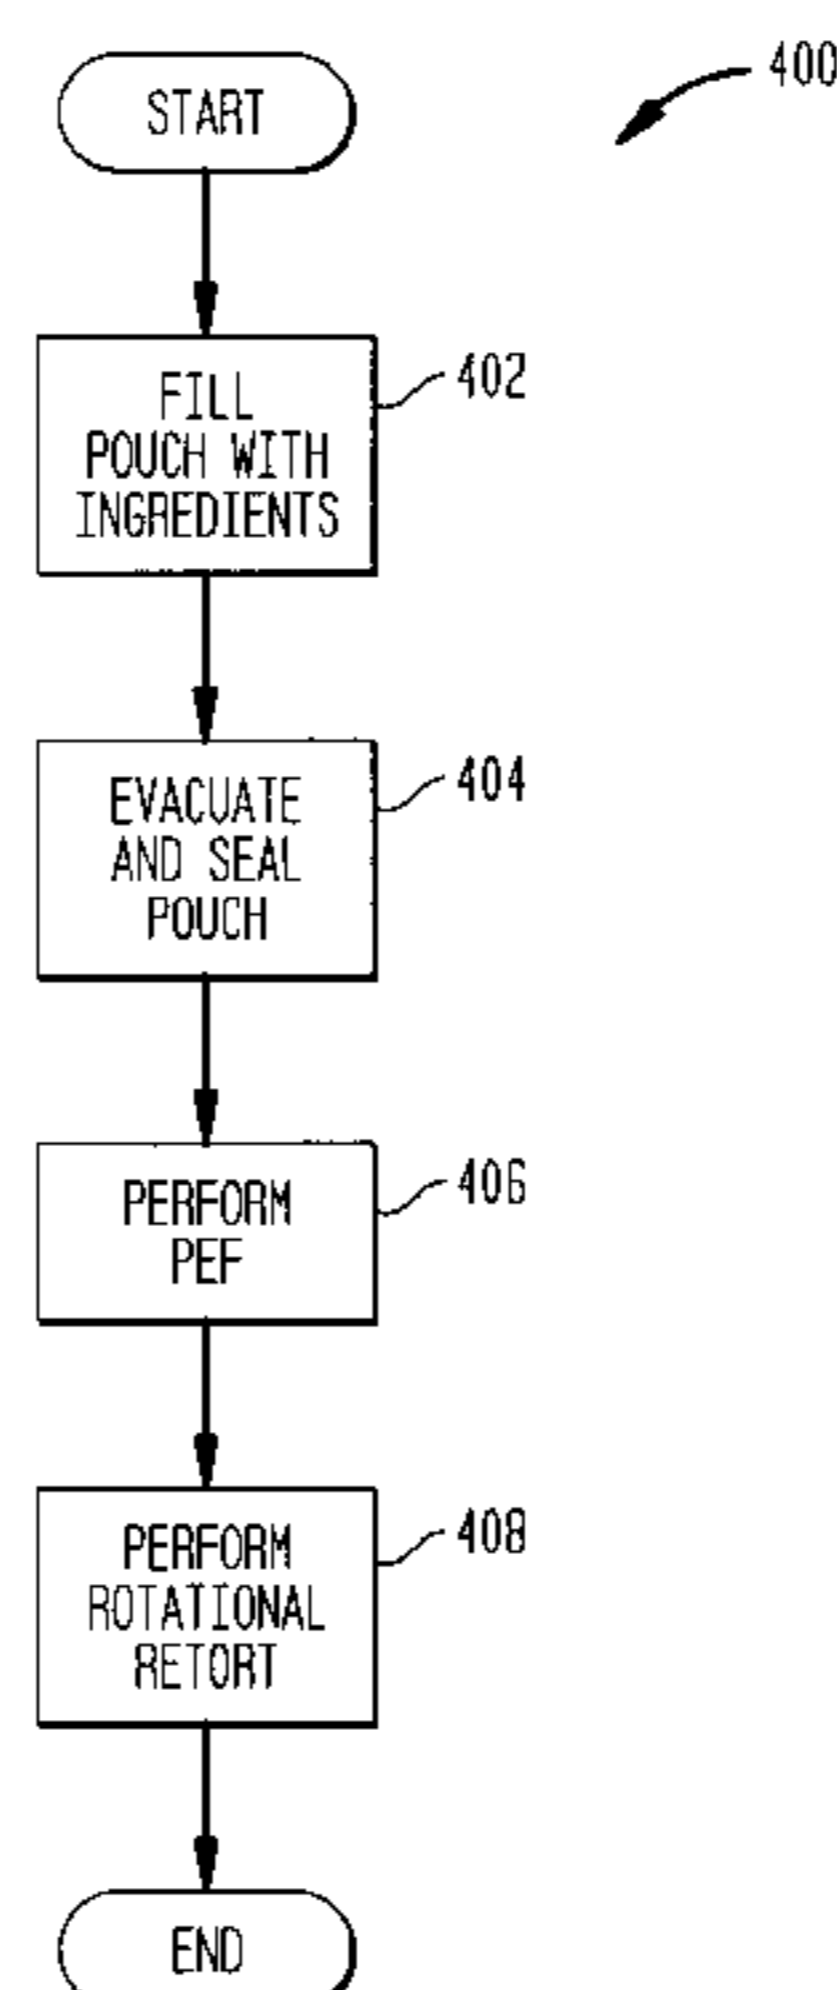 400
START
402
FILL
POUCH WITH
INGREDIENTS
404
EVACUATE
AND SEAL
POUCH
406
PERFORM
PEF
408
PERFORM
ROTATIONAL
RETORT
END